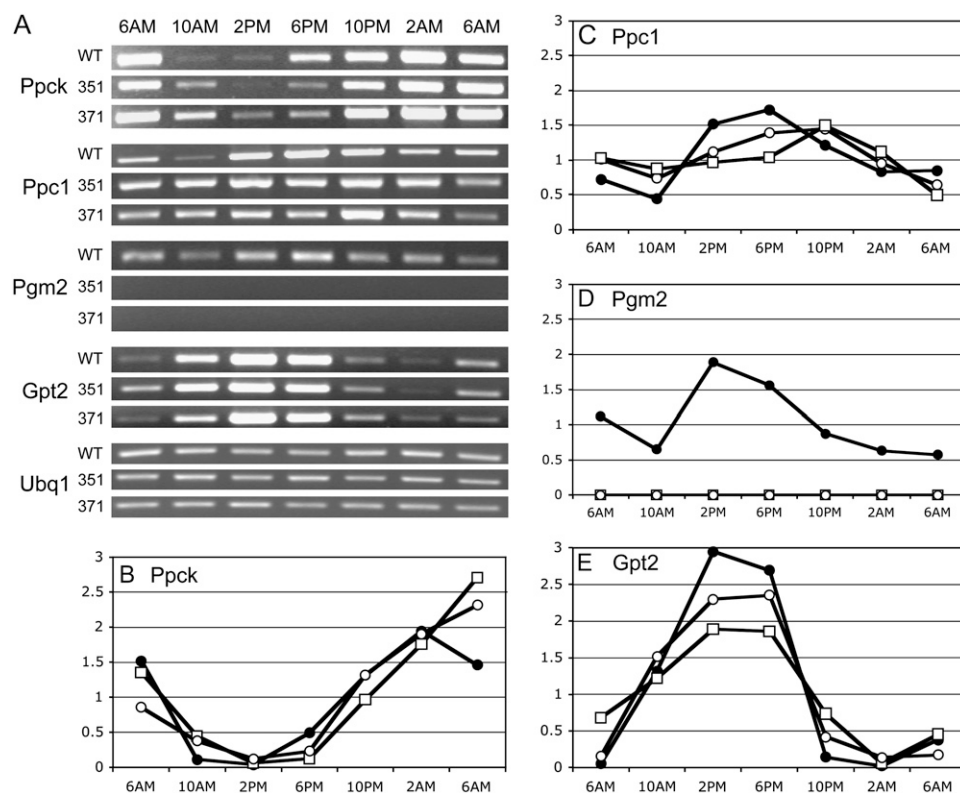 A 6AM 10AM 2PM 6PM 10PM 2AM 6AM
WT
Ppck 351
371
WT
Ppc1 351
371
WT
Pgm2 351
371
WT
Gpt2 351
371
WT
Ubq1 351
371
B Ppck
3
2.5
2
1.5
1
0.5
0
6AM 10AM 2PM 6PM 10PM 2AM 6AM
C Ppc1
3
2.5
2
1.5
1
0.5
0
6AM 10AM 2PM 6PM 10PM 2AM 6AM
D Pgm2
3
2.5
2
1.5
1
0.5
0
6AM 10AM 2PM 6PM 10PM 2AM 6AM
E Gpt2
3
2.5
2
1.5
1
0.5
0
6AM 10AM 2PM 6PM 10PM 2AM 6AM